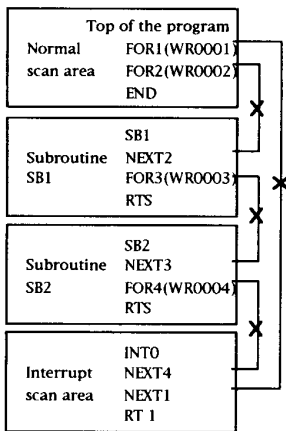 Top of the program
Normal FOR1(WR0001)
scan area FOR2(WR0002)
END
SB1
Subroutine NEXT2
SB1 FOR3(WR0003)
RTS
SB2
Subroutine NEXT3
SB2 FOR4(WR0004)
RTS
INT0
Interrupt NEXT4
scan area NEXT1
RT 1